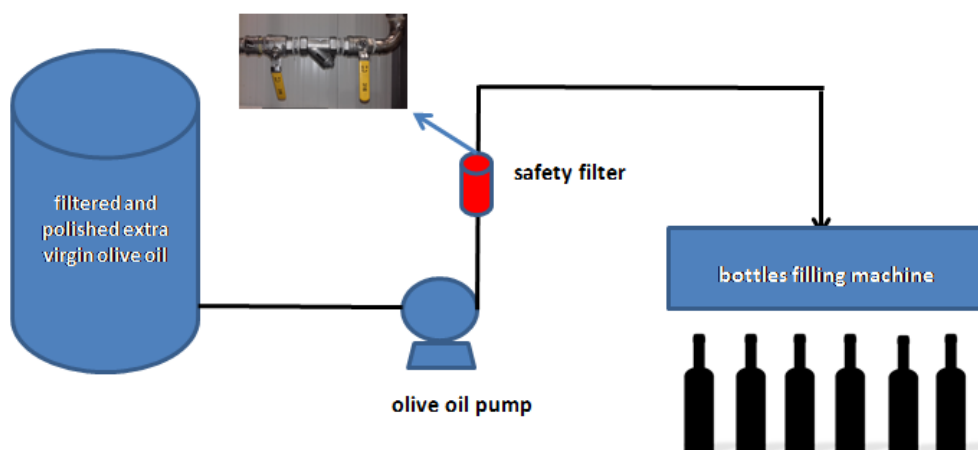 filtered and
polished extra
virgin olive oil
safety filter
bottles filling machine
olive oil pump